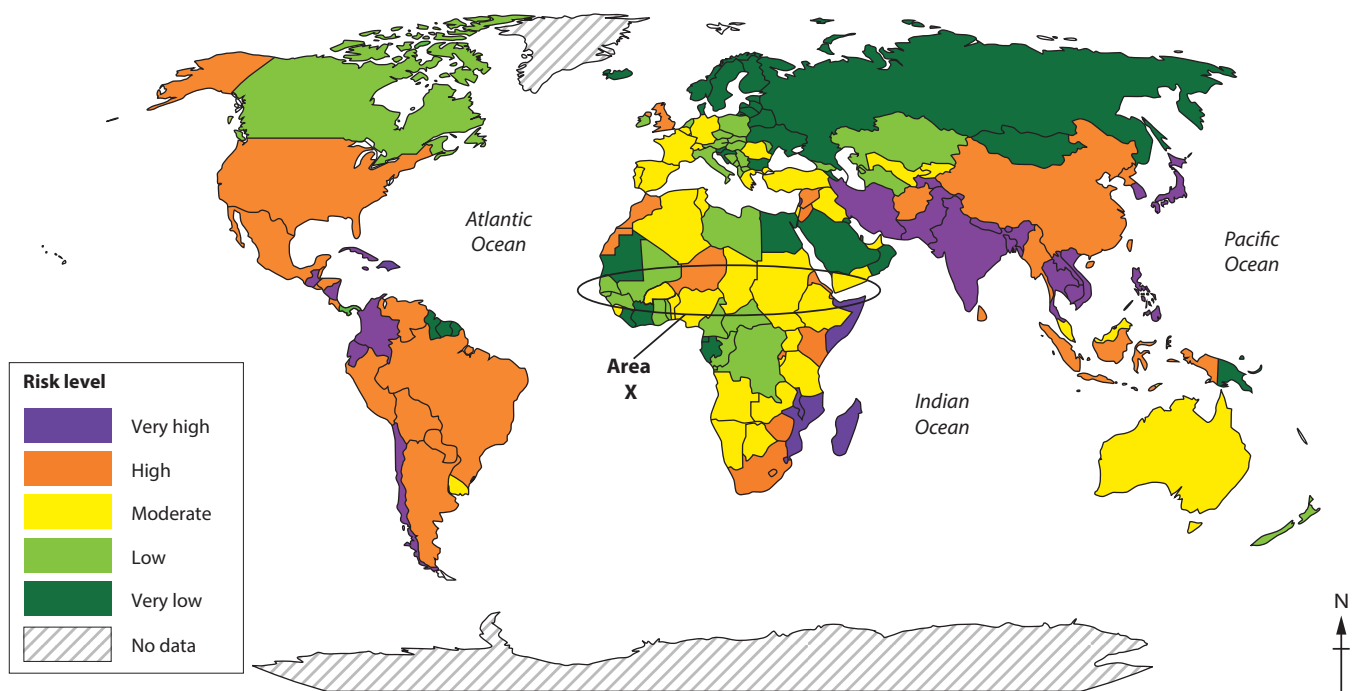 Atlantic
Ocean
Pacific
Ocean
Area
X
Indian
Ocean
Risk level
Very high
High
Moderate
Low
Very low
No data
N